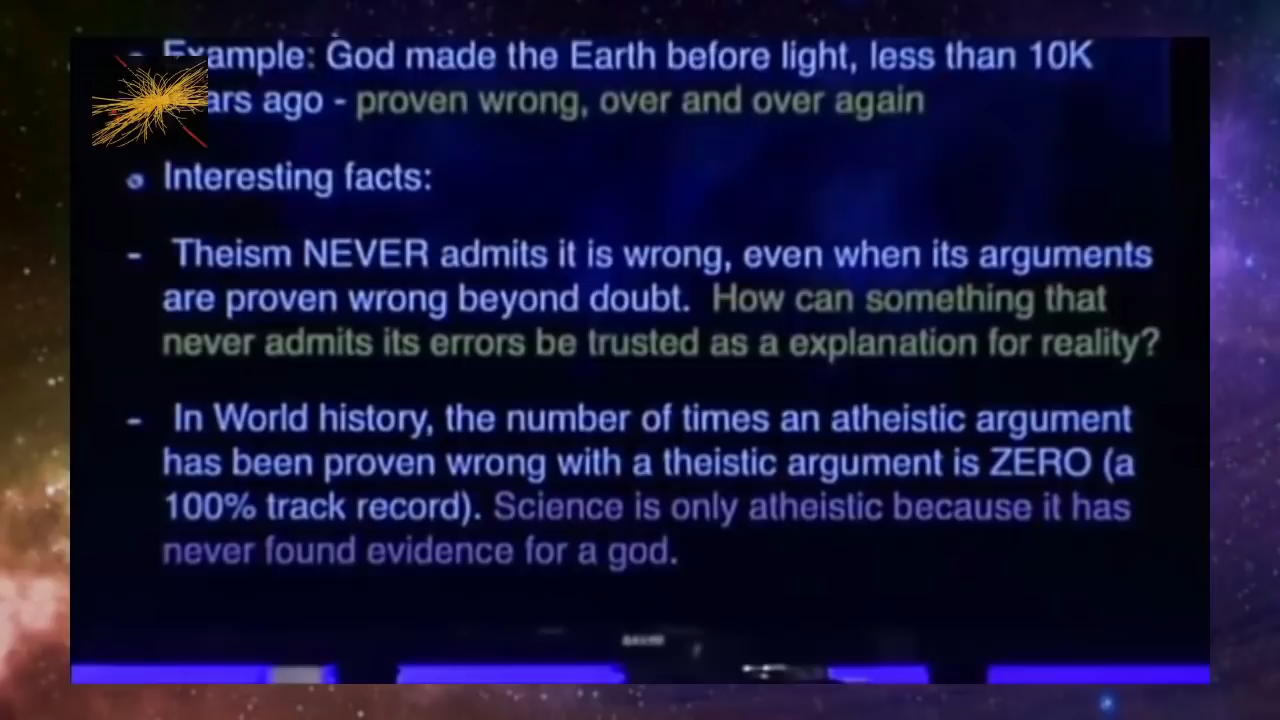 Example: God made the Earth before light, less than 10K
ars ago - proven wrong, over and over again
Interesting facts:
- Theism NEVER admits it is wrong, even when its arguments
are proven wrong beyond doubt. How can something that
never admits its errors be trusted as a explanation for reality?
- In World history, the number of times an atheistic argument
has been proven wrong with a theistic argument is ZERO (a
100% track record). Science is only atheistic because it has
never found evidence for a god.